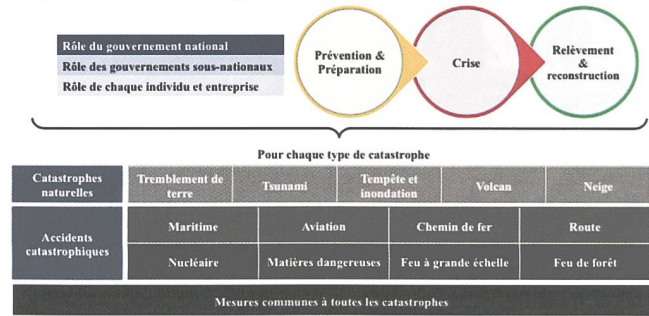 Rôle du gouvernement national
Rôle des gouvernements sous-nationaux
Rôle de chaque individu et entreprise
Prévention &
Préparation
Crise
Relèvement
&
reconstruction
Pour chaque type de catastrophe
Catastrophes
naturelles
Tremblement de
terre
Tsunami
Tempête et
inondation
Volcan
Neige
Accidents
catastrophiques
Maritime
Aviation
Chemin de fer
Route
Nucléaire
Matières dangereuses
Feu à grande échelle
Feu de forêt
Mesures communes à toutes les catastrophes